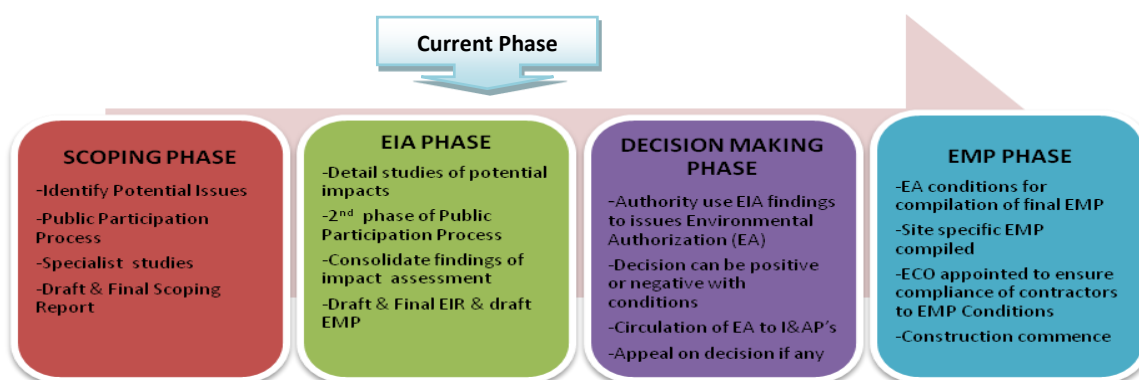 Current Phase
SCOPING PHASE
-Identify Potential Issues
-Public Participation
Process
-Specialist studies
-Draft & Final Scoping
Report
EIA PHASE
-Detail studies of potential
impacts
-2nd phase of Public
Participation Process
-Consolidate findings of
impact assessment
-Draft & Final EIR & draft
EMP
DECISION MAKING
PHASE
-Authority use EIA findings
to issues Environmental
Authorization (EA)
-Decision can be positive
or negative with
conditions
-Circulation of EA to I&AP's
-Appeal on decision if any
EMP PHASE
-EA conditions for
compilation of final EMP
-Site specific EMP
compiled
-ECO appointed to ensure
compliance of contractors
to EMP Conditions
-Construction commence